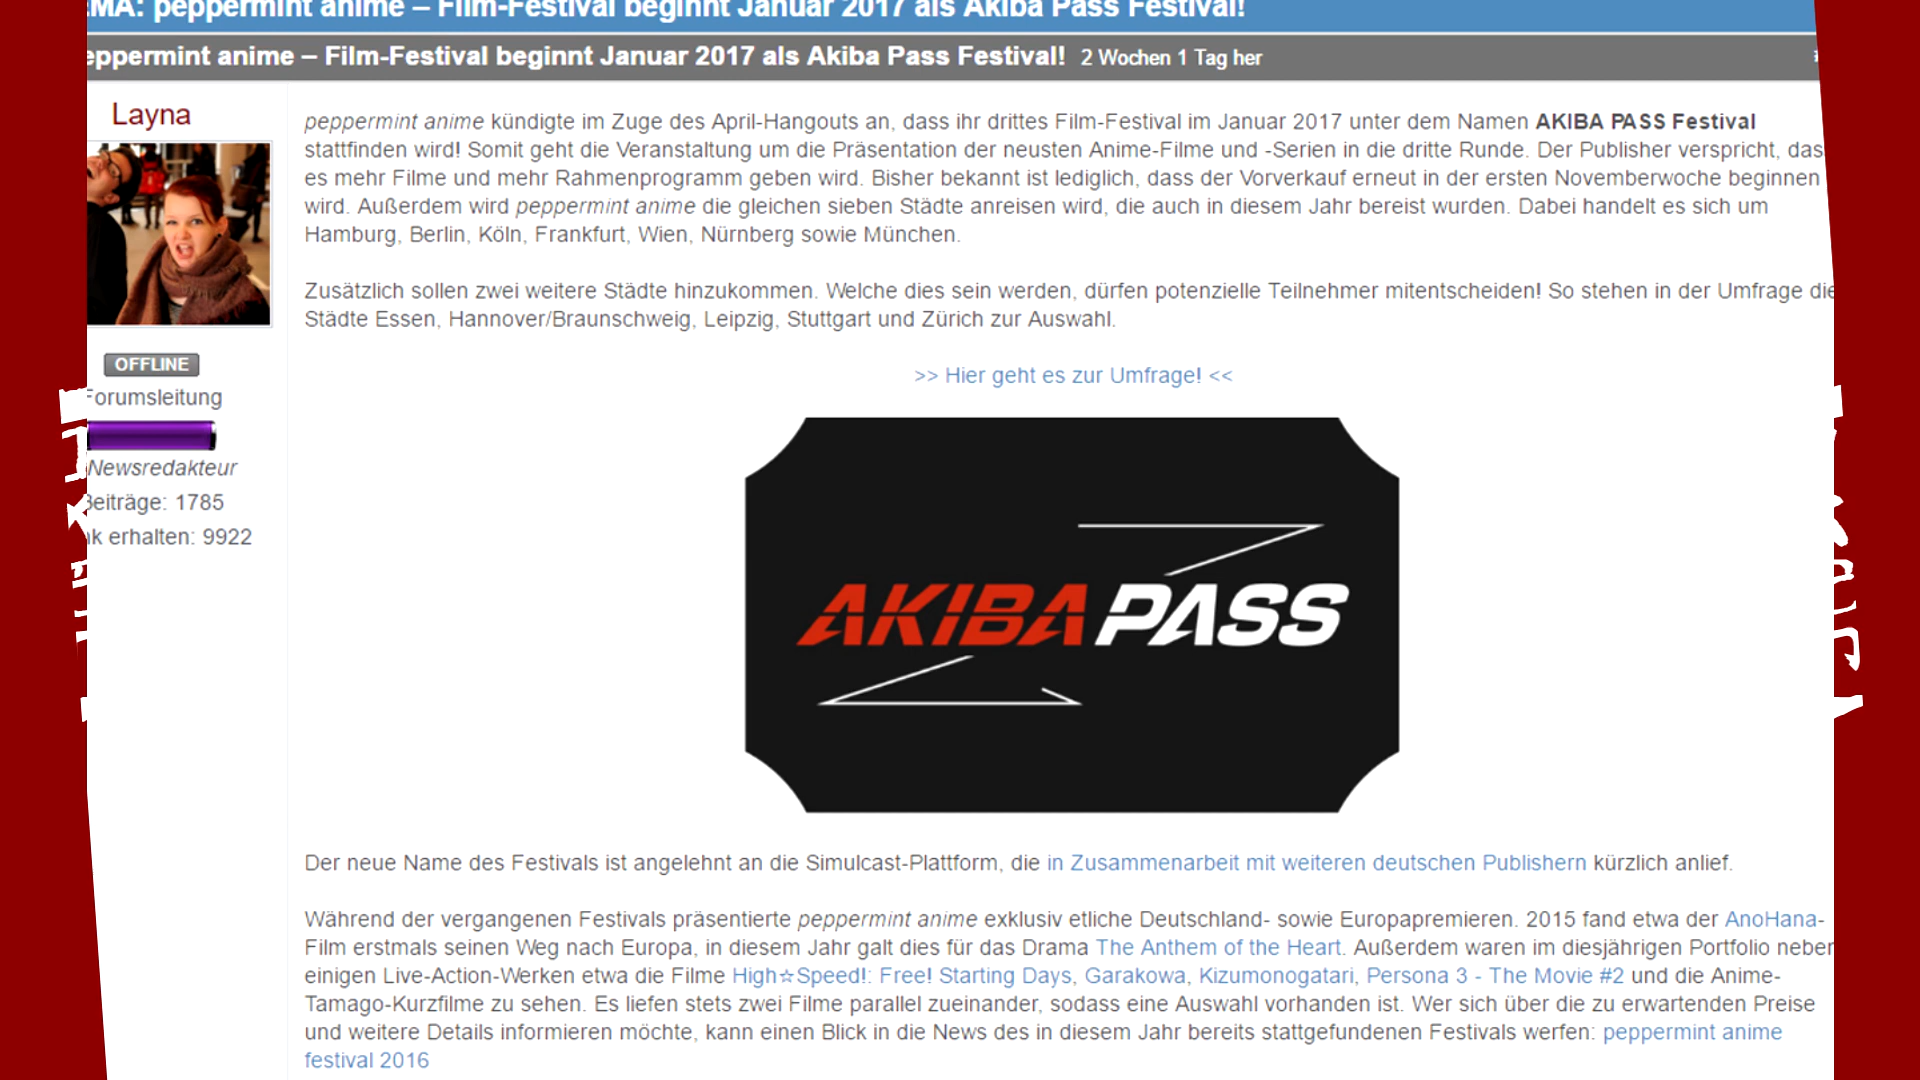 EMA: peppermint anime – Film-Festival beginnt Januar 2017 als Akiba Pass Festival!
eppermint anime – Film-Festival beginnt Januar 2017 als Akiba Pass Festival! 2 Wochen 1 Tag her
Layna
OFFLINE
Forumsleitung
Newsredakteur
Beiträge: 1785
nk erhalten: 9922
peppermint anime kündigte im Zuge des April-Hangouts an, dass ihr drittes Film-Festival im Januar 2017 unter dem Namen AKIBA PASS Festival
stattfinden wird! Somit geht die Veranstaltung um die Präsentation der neusten Anime-Filme und -Serien in die dritte Runde. Der Publisher verspricht, das
es mehr Filme und mehr Rahmenprogramm geben wird. Bisher bekannt ist lediglich, dass der Vorverkauf erneut in der ersten Novemberwoche beginnen
wird. Außerdem wird peppermint anime die gleichen sieben Städte anreisen wird, die auch in diesem Jahr bereist wurden. Dabei handelt es sich um
Hamburg, Berlin, Köln, Frankfurt, Wien, Nürnberg sowie München.
Zusätzlich sollen zwei weitere Städte hinzukommen. Welche dies sein werden, dürfen potenzielle Teilnehmer mitentscheiden! So stehen in der Umfrage die
Städte Essen, Hannover/Braunschweig, Leipzig, Stuttgart und Zürich zur Auswahl.
>> Hier geht es zur Umfrage! <<
AKIBA PASS
Der neue Name des Festivals ist angelehnt an die Simulcast-Plattform, die in Zusammenarbeit mit weiteren deutschen Publishern kürzlich anlief.
Während der vergangenen Festivals präsentierte peppermint anime exklusiv etliche Deutschland- sowie Europapremieren. 2015 fand etwa der AnoHana-
Film erstmals seinen Weg nach Europa, in diesem Jahr galt dies für das Drama The Anthem of the Heart. Außerdem waren im diesjährigen Portfolio neben
einigen Live-Action-Werken etwa die Filme High☆Speed!: Free! Starting Days, Garakowa, Kizumonogatari, Persona 3 - The Movie #2 und die Anime-
Tamago-Kurzfilme zu sehen. Es liefen stets zwei Filme parallel zueinander, sodass eine Auswahl vorhanden ist. Wer sich über die zu erwartenden Preise
und weitere Details informieren möchte, kann einen Blick in die News des in diesem Jahr bereits stattgefundenen Festivals werfen: peppermint anime
festival 2016